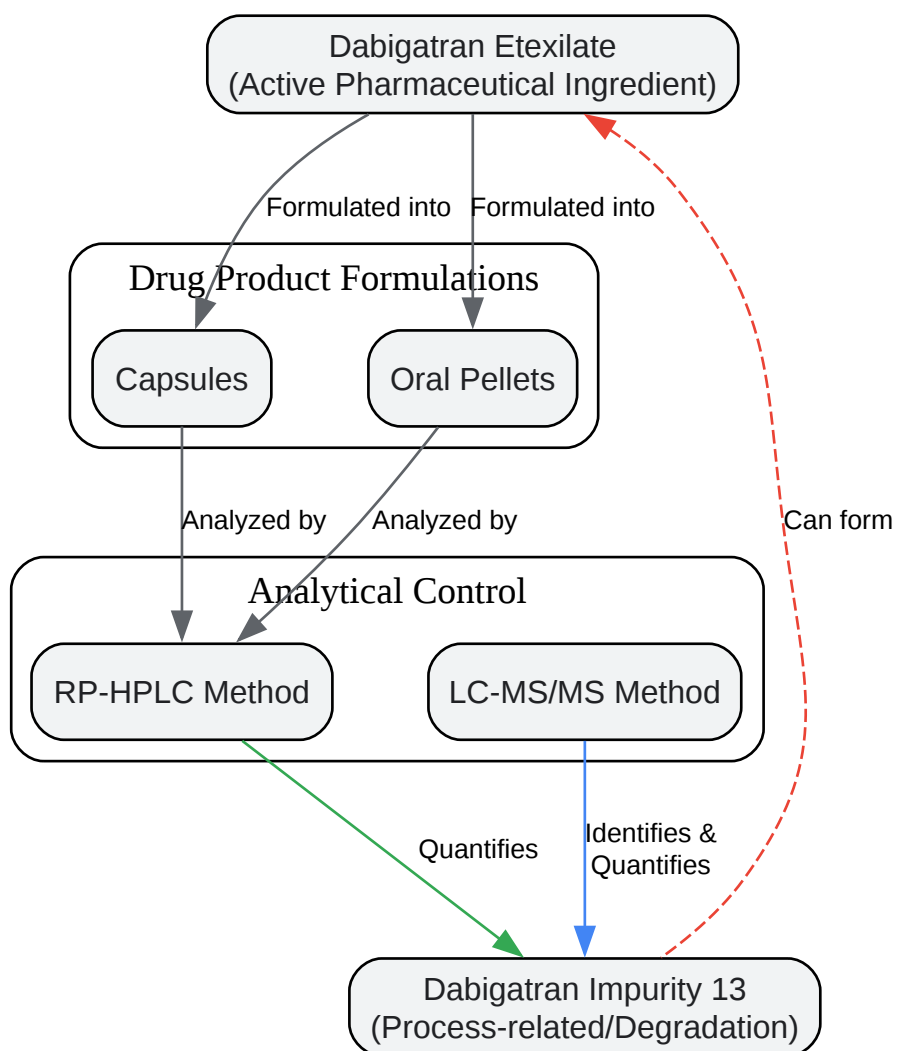 Dabigatran Etexilate
(Active Pharmaceutical Ingredient)
Formulated into
Formulated into
Drug Product Formulations
Capsules
Oral Pellets
Analyzed by
Analyzed by
Can form
Analytical Control
RP-HPLC Method
LC-MS/MS Method
Quantifies
Identifies &
Quantifies
Dabigatran Impurity 13
(Process-related/Degradation)